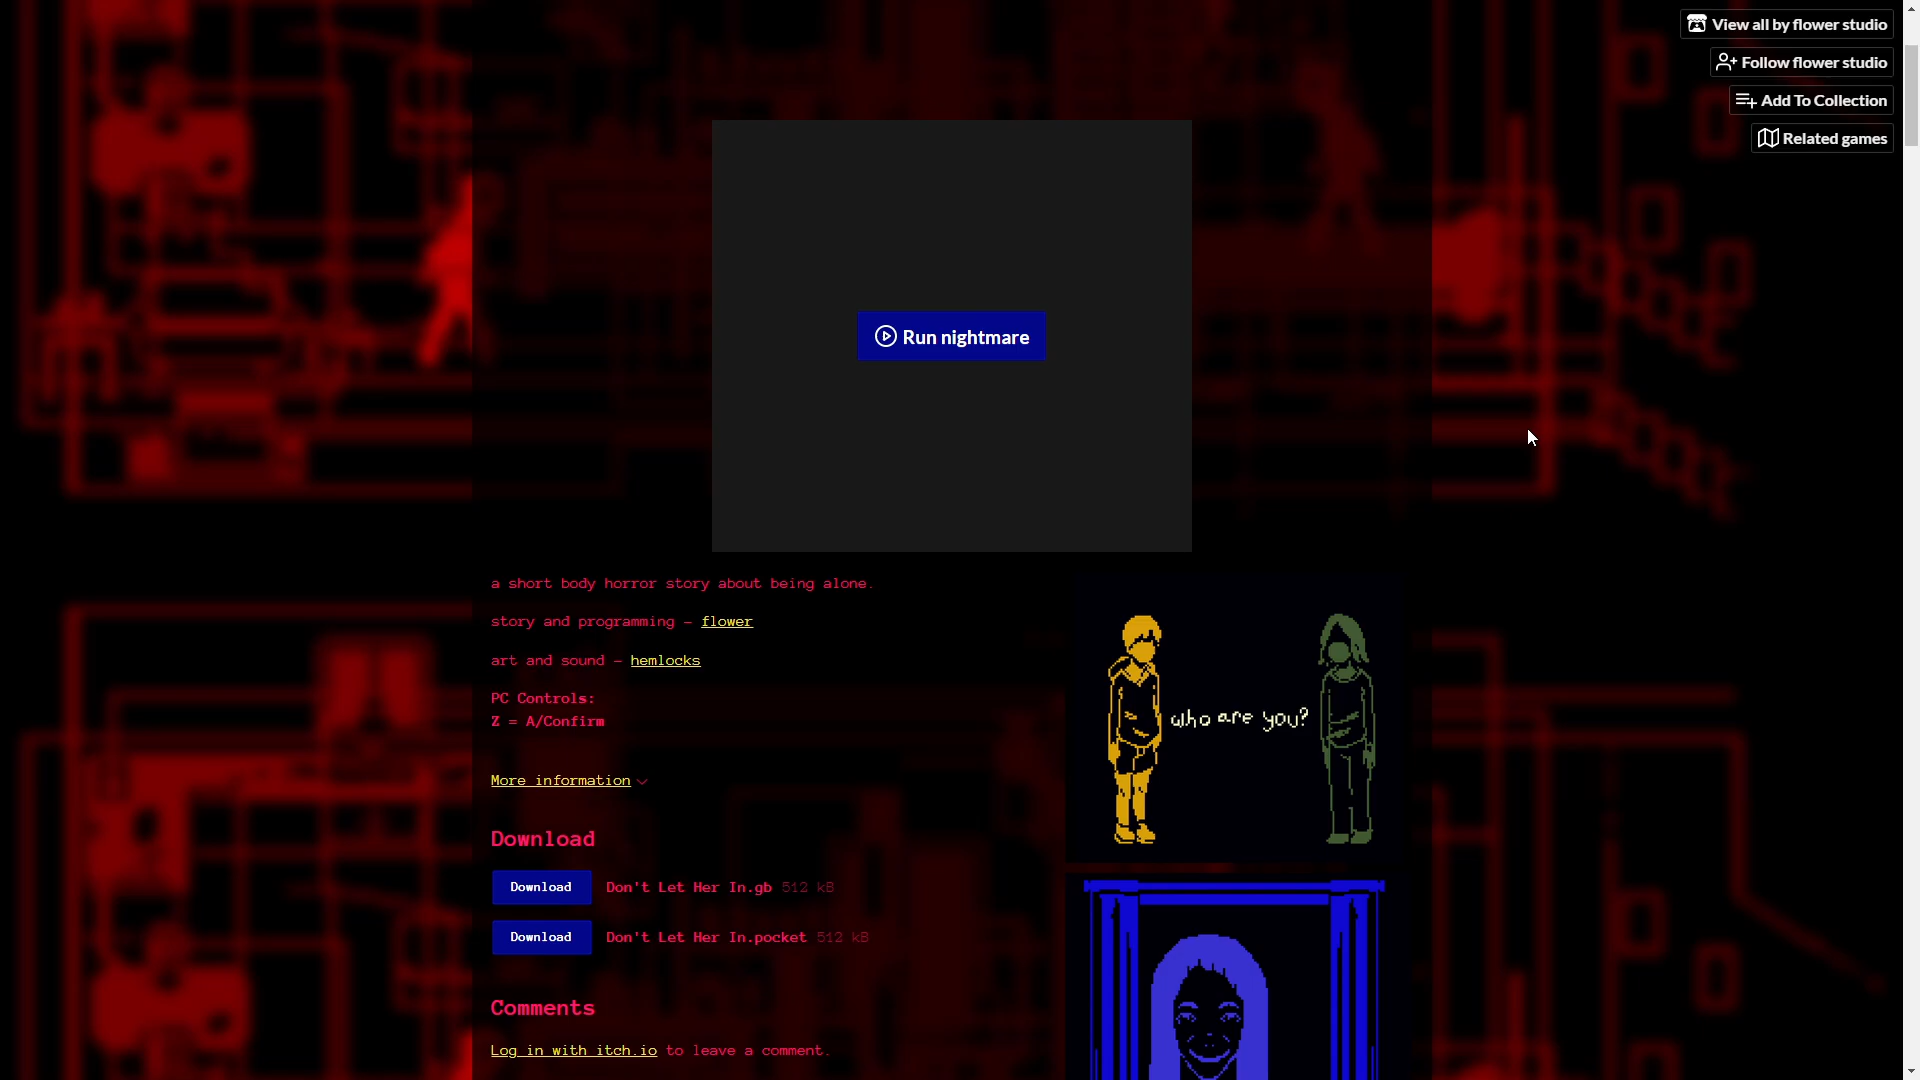 View all by flower studio
Follow flower studio
Add To Collection
Related games
Run nightmare
a short body horror story about being alone.
story and programming - flower
art and sound - hemlocks
PC Controls:
Z = A/Confirm
More information
who are you?
Download
Download Don't Let Her In.gb 512 kB
Download Don't Let Her In.pocket 512 kB
Comments
Log in with itch.io to leave a comment.